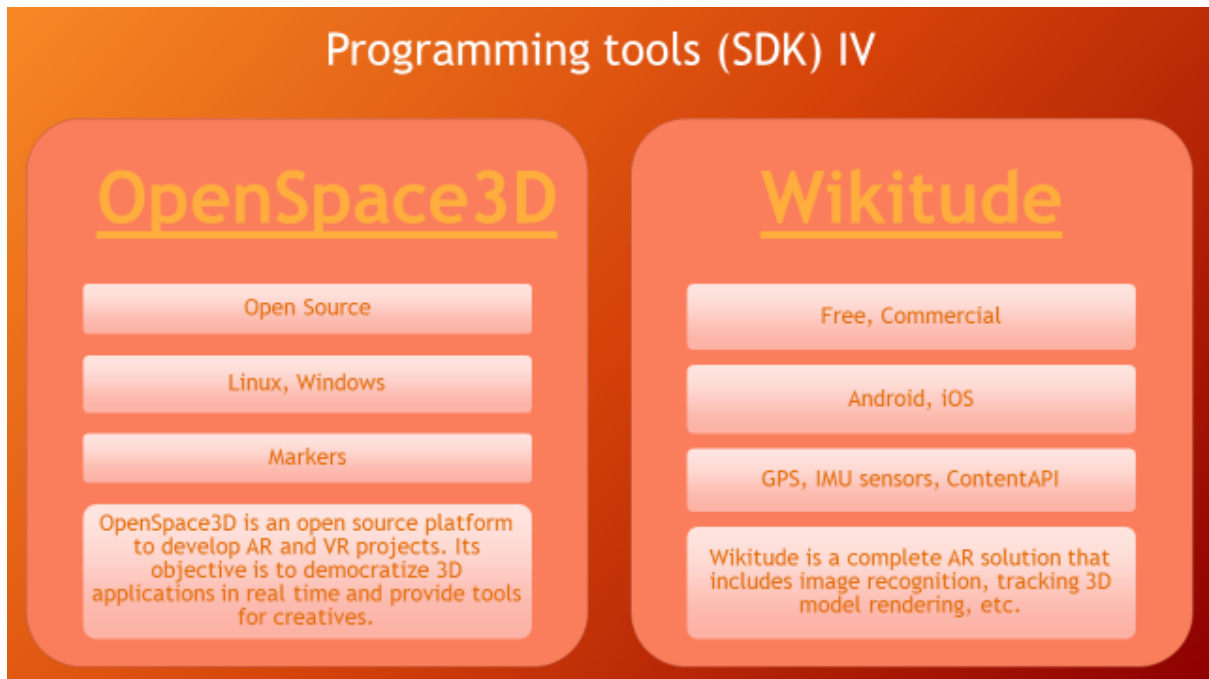 Programming tools (SDK) IV
OpenSpace3D
Open Source
Linux, Windows
Markers
OpenSpace3D is an open source platform
to develop AR and VR projects. Its
objective is to democratize 3D
applications in real time and provide tools
for creatives.
Wikitude
Free, Commercial
Android, iOS
GPS, IMU sensors, ContentAPI
Wikitude is a complete AR solution that
includes image recognition, tracking 3D
model rendering, etc.